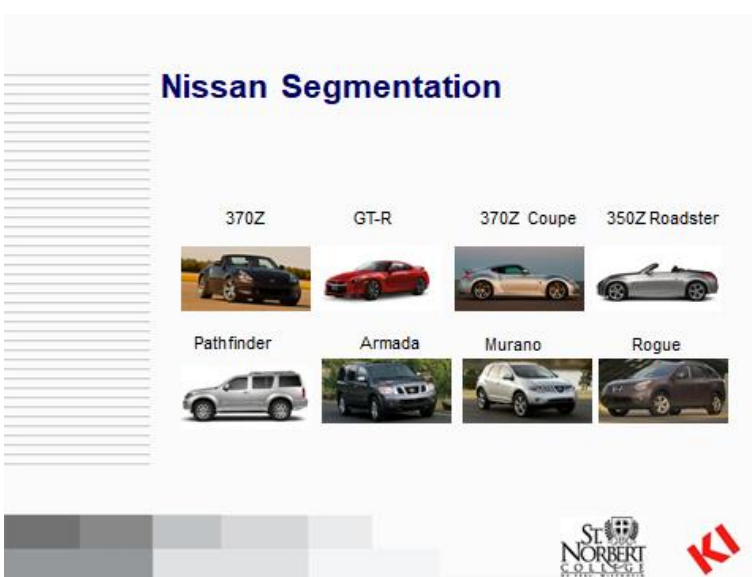 Nissan Segmentation
370Z GT-R 370Z Coupe 350Z Roadster
Pathfinder Armada Murano Rogue
ST.
NORBERT
COLLEGE
KI